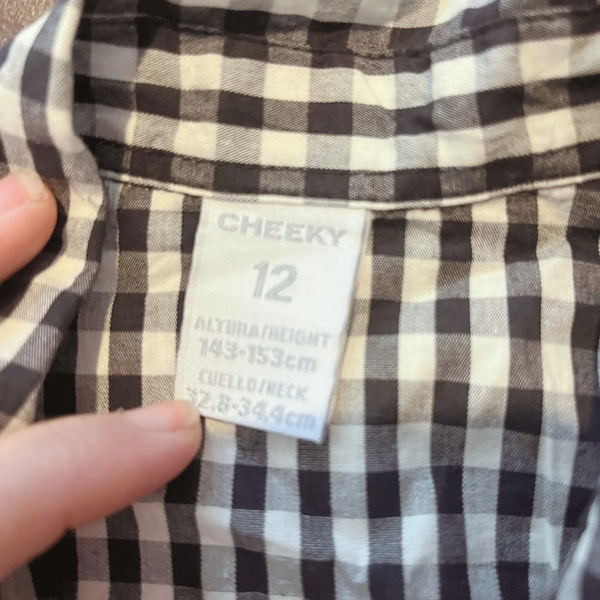 CHEEKY
12
ALTURA/HEIGHT
143-153cm
CUELLO/NECK
32,8-34,4cm